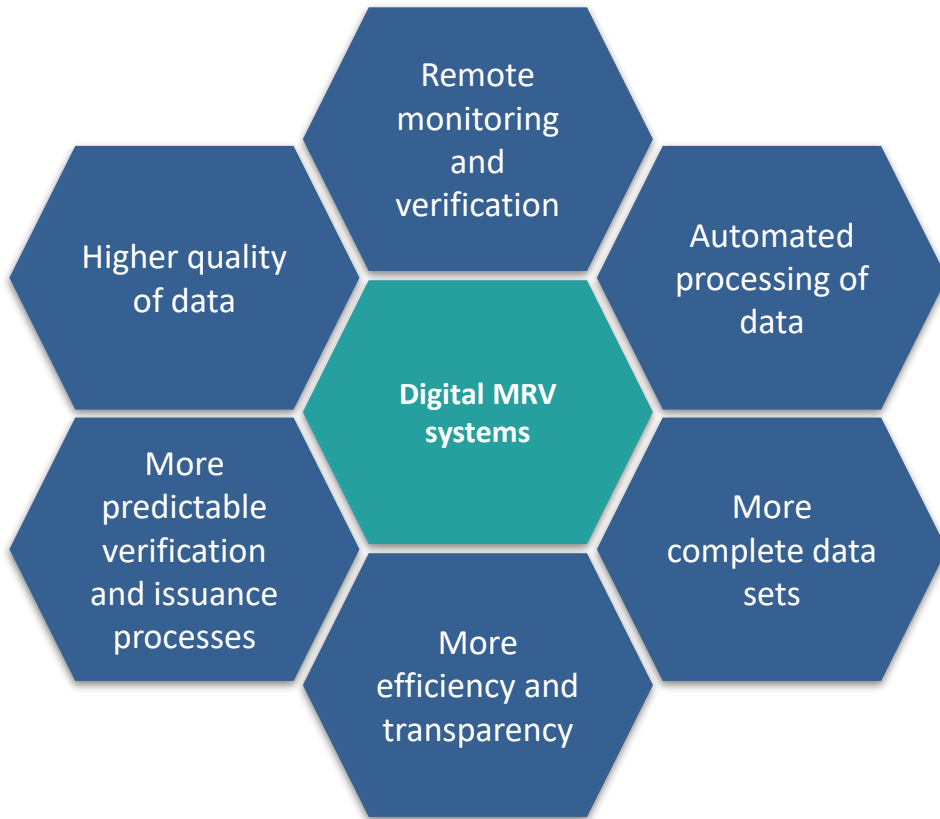 Remote
monitoring
and
verification
Automated
processing of
data
More
complete data
sets
More
efficiency and
transparency
More
predictable
verification
and issuance
processes
Higher quality
of data
Digital MRV
systems